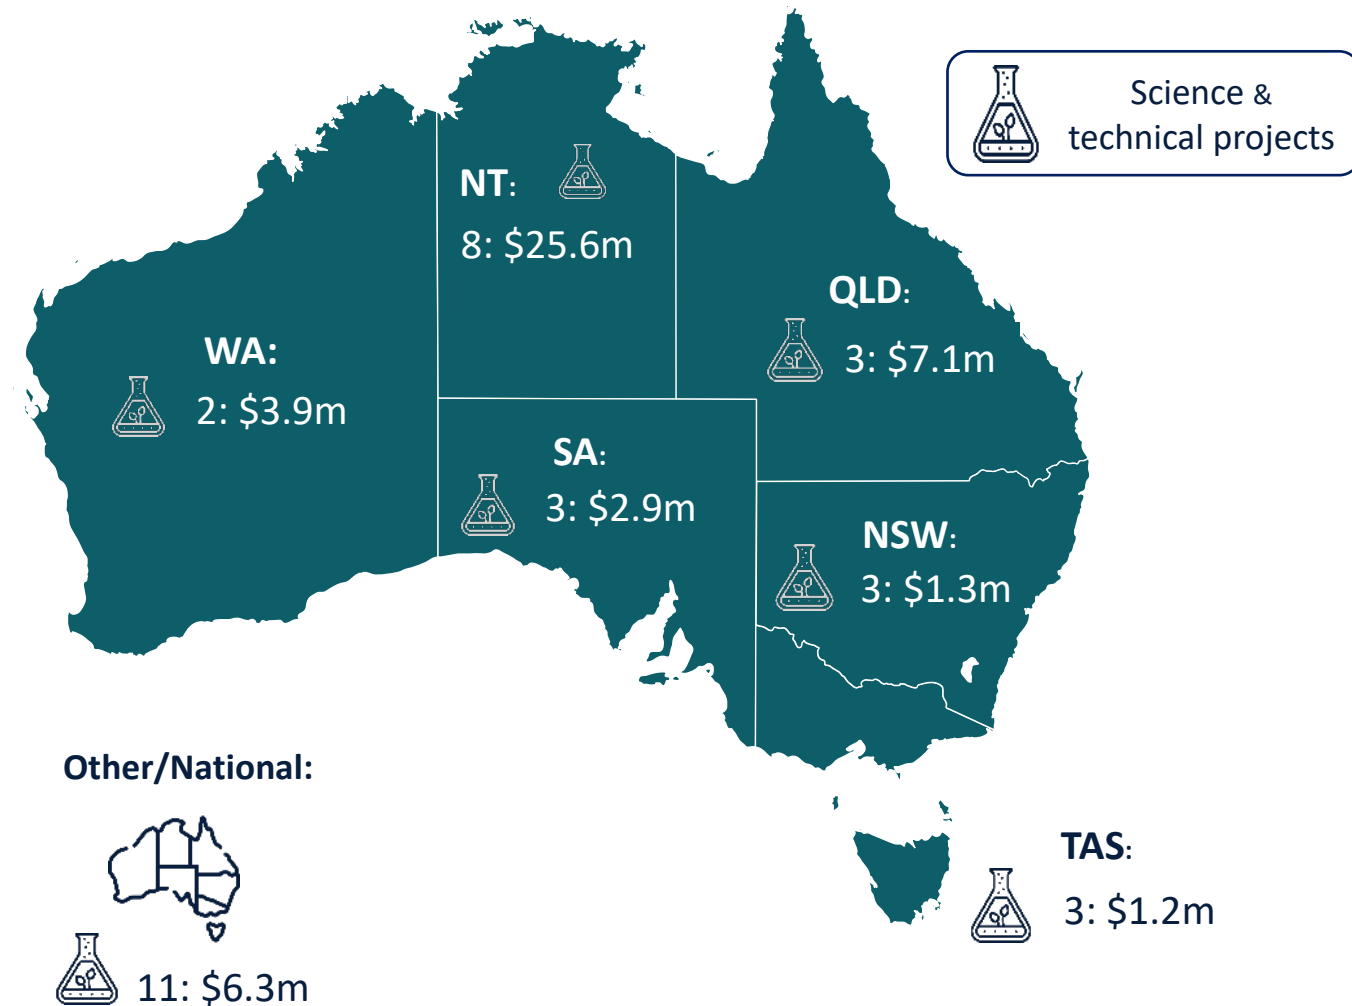 Science &
technical projects
NT:
8: $25.6m
QLD:
3: $7.1m
WA:
2: $3.9m
SA:
3: $2.9m
NSW:
3: $1.3m
Other/National:
11: $6.3m
TAS:
3: $1.2m